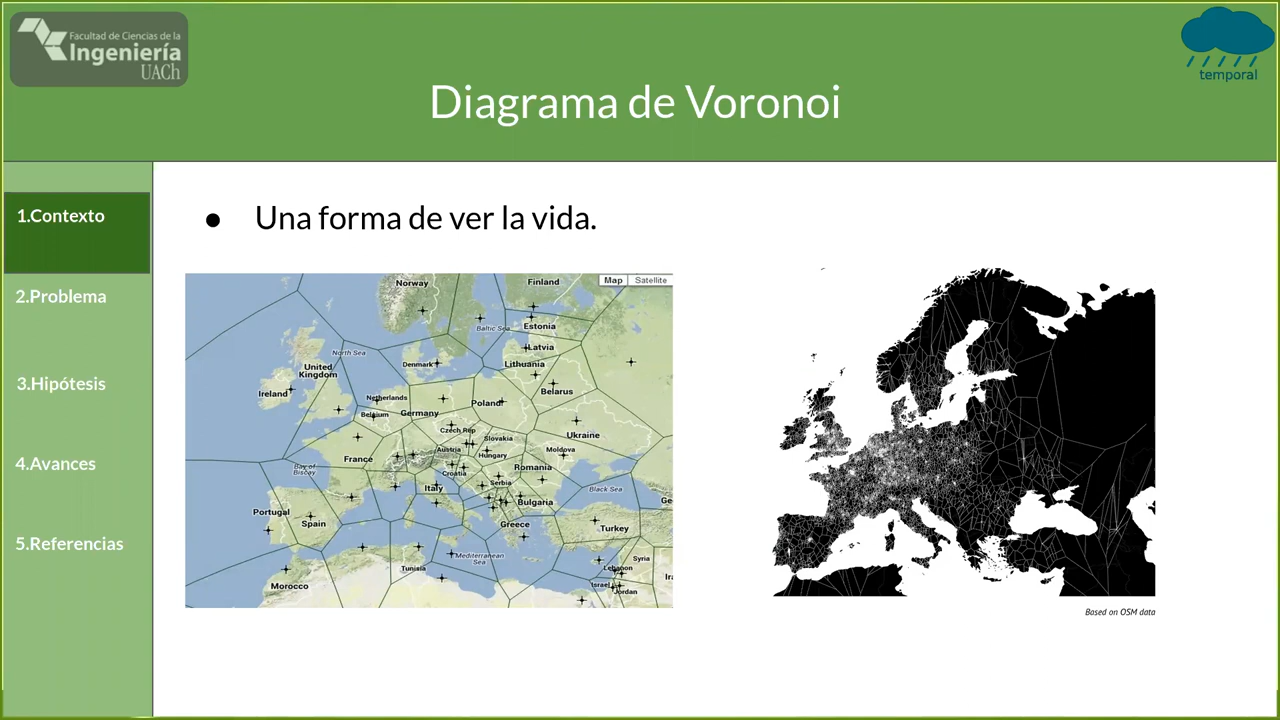 Facultad de Ciencias de la
Ingeniería
UACh
temporal
Diagrama de Voronoi
1.Contexto
2.Problema
3.Hipótesis
4.Avances
5.Referencias
● Una forma de ver la vida.
Map Satellite
Norway
Finland
Baltic Sea
Estonia
North Sea
Latvia
Denmark
Lithuania
United
Kingdom
Ireland
Belarus
Netherlands
Belgium
Germany
Poland
Czech Rep
Ukraine
Slovakia
Austria
Hungary
Moldova
France
Bay of
Biscay
Croatia
Romania
Serbia
Italy
Black Sea
Ge
Bulgaria
Portugal
Spain
Greece
Turkey
Mediterranean
Sea
Syria
Tunisia
Lebanon
Ira
Israel
Jordan
Morocco
Based on OSM data